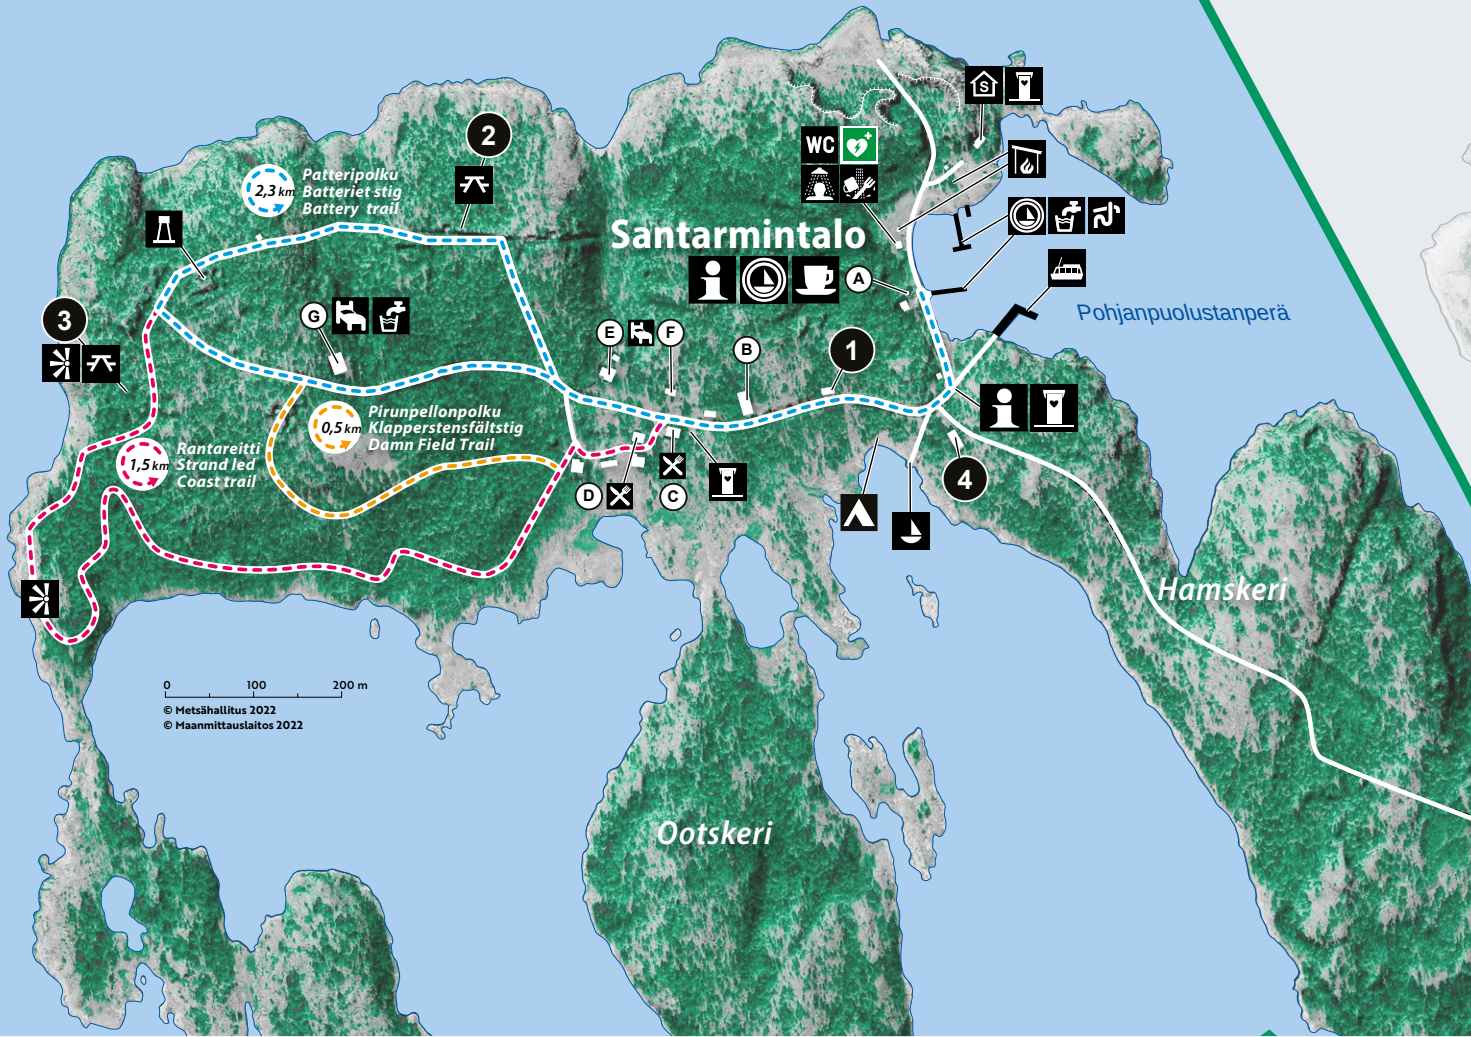 S
WC
2
2,3 km
Patteripolku
Batteriet stig
Battery trail
Santarmintalo
i
A
Pohjanpuolustanperä
3
G
E
F
B
1
i
0,5 km
Pirunpellonpolku
Klapperstensfältstig
Damn Field Trail
1,5 km
Rantareitti
Strand led
Coast trail
D
C
4
Hamskeri
0 100 200 m
© Metsähallitus 2022
© Maanmittauslaitos 2022
Ootskeri